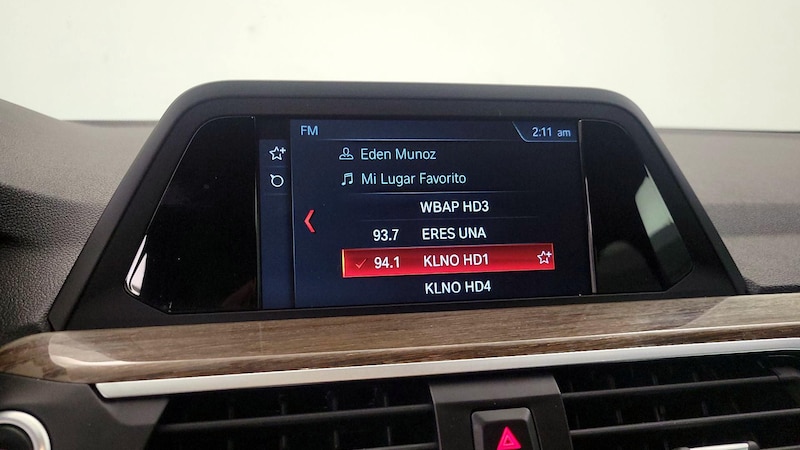 FM 2:11 am
Eden Munoz
Mi Lugar Favorito
WBAP HD3
93.7 ERES UNA
94.1 KLNO HD1
KLNO HD4